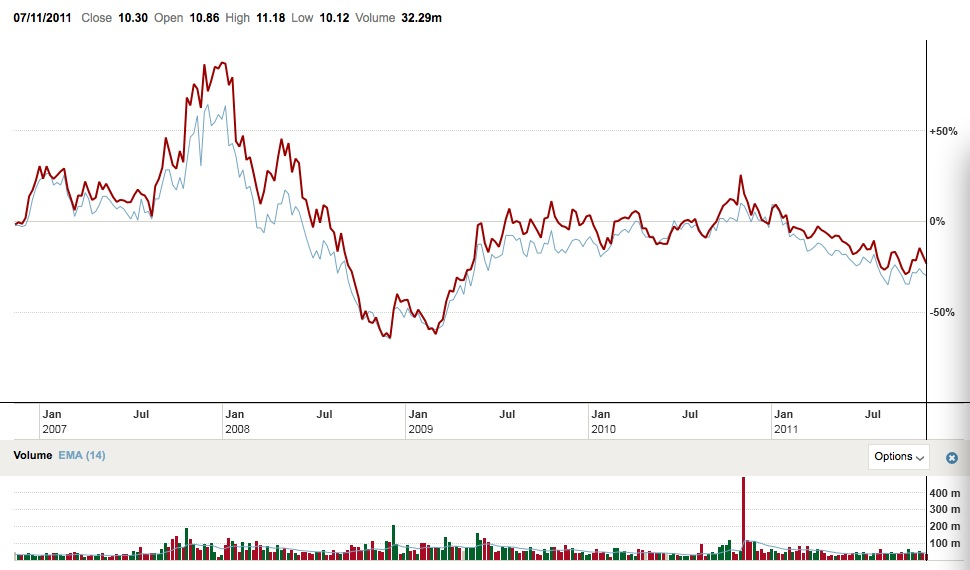 07/11/2011 Close 10.30 Open 10.86 High 11.18 Low 10.12 Volume 32.29m
+50%
0%
-50%
Jan Jul Jan Jul Jan Jul Jan Jul Jan Jul
2007 2008 2009 2010 2011
Volume EMA (14) Options
400 m
300 m
200 m
100 m